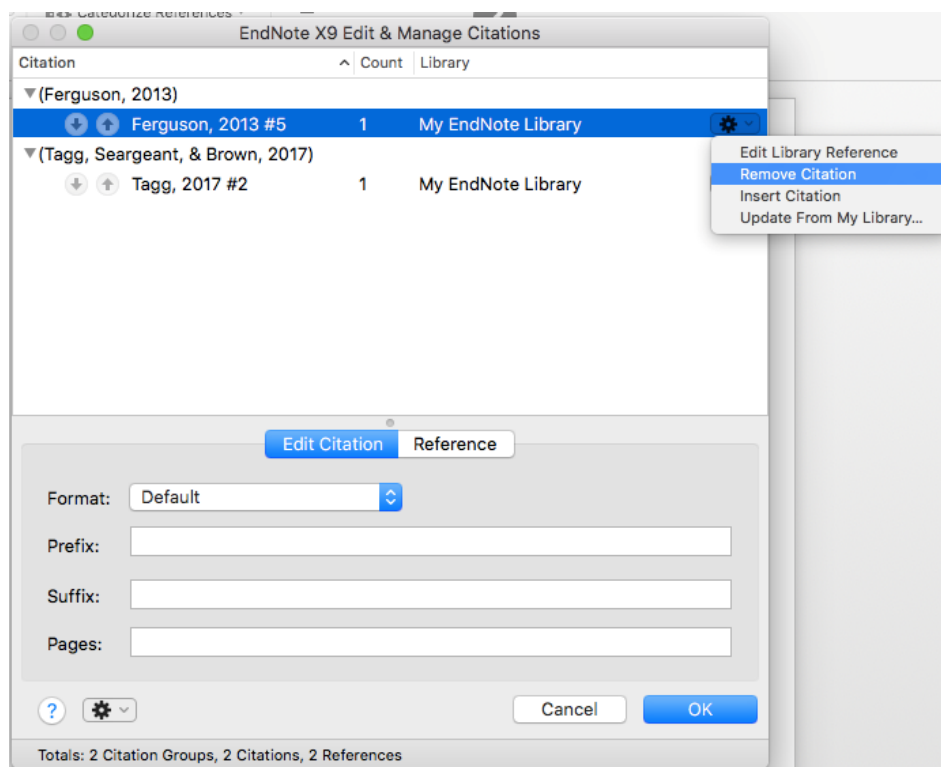 Categorize References
EndNote X9 Edit & Manage Citations
Citation Count Library
(Ferguson, 2013)
Ferguson, 2013 #5 1 My EndNote Library
(Tagg, Seargeant, & Brown, 2017)
Tagg, 2017 #2 1 My EndNote Library
Edit Library Reference
Remove Citation
Insert Citation
Update From My Library...
Edit Citation Reference
Format: Default
Prefix:
Suffix:
Pages:
? Cancel OK
Totals: 2 Citation Groups, 2 Citations, 2 References